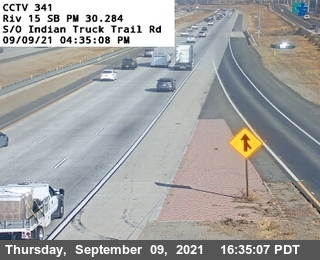 CCTV 341
Riv 15 SB PM 30.284
S/O Indian Truck Trail Rd
09/09/21 04:35:08 PM
Thursday, September 09, 2021 16:35:07 PDT